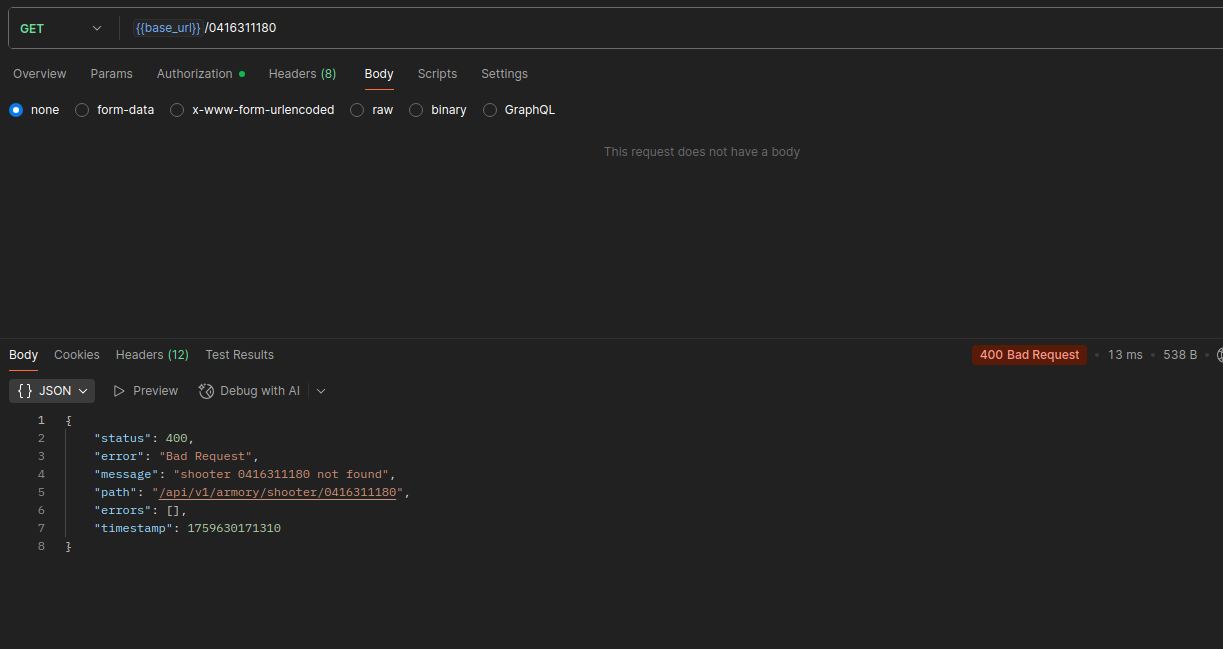 GET {{base_url}} /0416311180
Overview Params Authorization Headers (8) Body Scripts Settings
none form-data x-www-form-urlencoded raw binary GraphQL
This request does not have a body
Body Cookies Headers (12) Test Results 400 Bad Request • 13 ms • 538 B •
{} JSON Preview Debug with AI
1 {
2 "status": 400,
3 "error": "Bad Request",
4 "message": "shooter 0416311180 not found",
5 "path": "/api/v1/armory/shooter/0416311180",
6 "errors": [],
7 "timestamp": 1759630171310
8 }